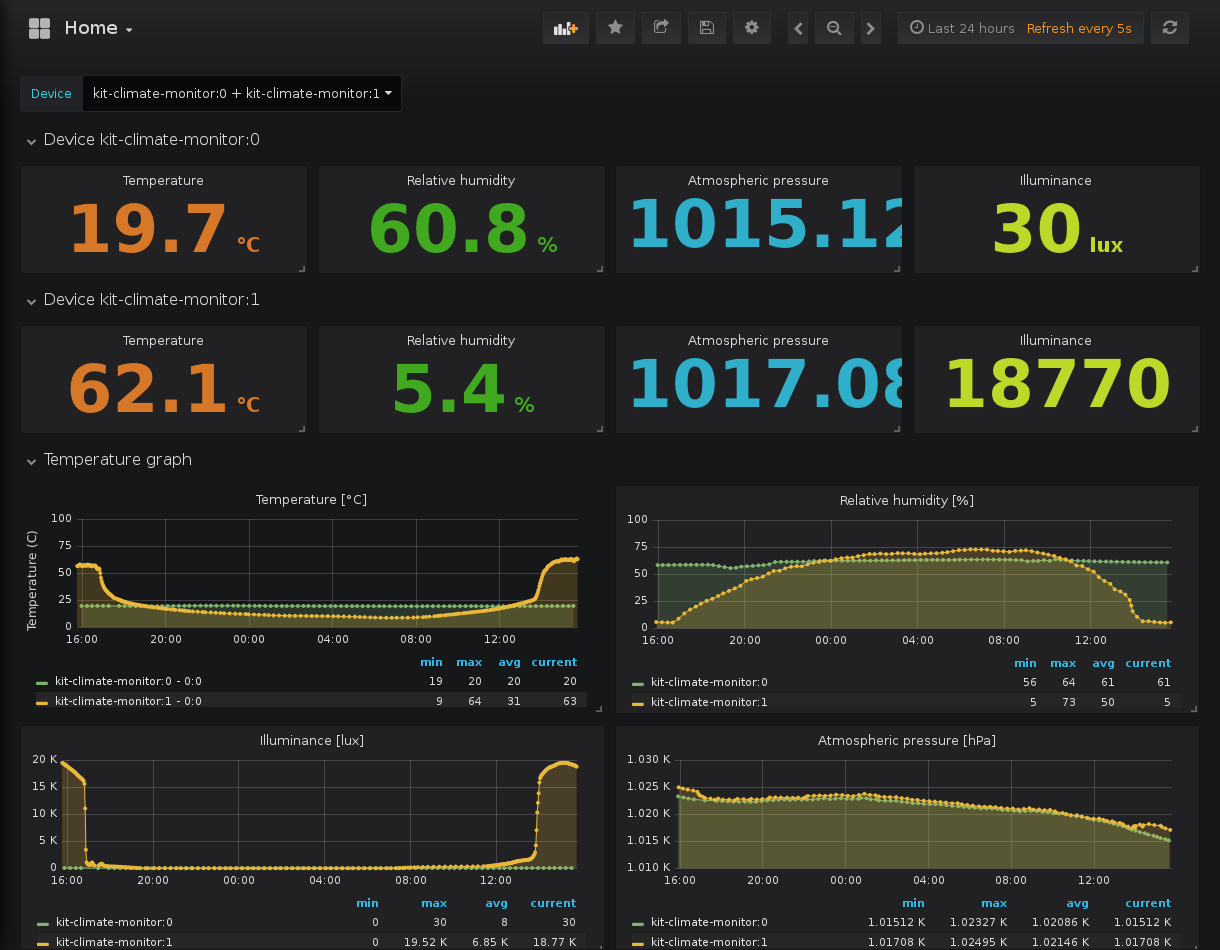 Home
Last 24 hours Refresh every 5s
Device kit-climate-monitor:0 + kit-climate-monitor:1
Device kit-climate-monitor:0
Temperature Relative humidity Atmospheric pressure Illuminance
19.7 °C 60.8 % 1015.12 30 lux
Device kit-climate-monitor:1
Temperature Relative humidity Atmospheric pressure Illuminance
62.1 °C 5.4 % 1017.08 18770
Temperature graph
Temperature [°C]
Temperature (C)
100
75
50
25
0
16:00 20:00 00:00 04:00 08:00 12:00
min max avg current
kit-climate-monitor:0 - 0:0 19 20 20 20
kit-climate-monitor:1 - 0:0 9 64 31 63
Relative humidity [%]
100
75
50
25
0
16:00 20:00 00:00 04:00 08:00 12:00
min max avg current
kit-climate-monitor:0 56 64 61 61
kit-climate-monitor:1 5 73 50 5
Illuminance [lux]
20 K
15 K
10 K
5 K
0
16:00 20:00 00:00 04:00 08:00 12:00
min max avg current
kit-climate-monitor:0 0 30 8 30
kit-climate-monitor:1 0 19.52 K 6.85 K 18.77 K
Atmospheric pressure [hPa]
1.030 K
1.025 K
1.020 K
1.015 K
1.010 K
16:00 20:00 00:00 04:00 08:00 12:00
min max avg current
kit-climate-monitor:0 1.01512 K 1.02327 K 1.02086 K 1.01512 K
kit-climate-monitor:1 1.01708 K 1.02495 K 1.02146 K 1.01708 K